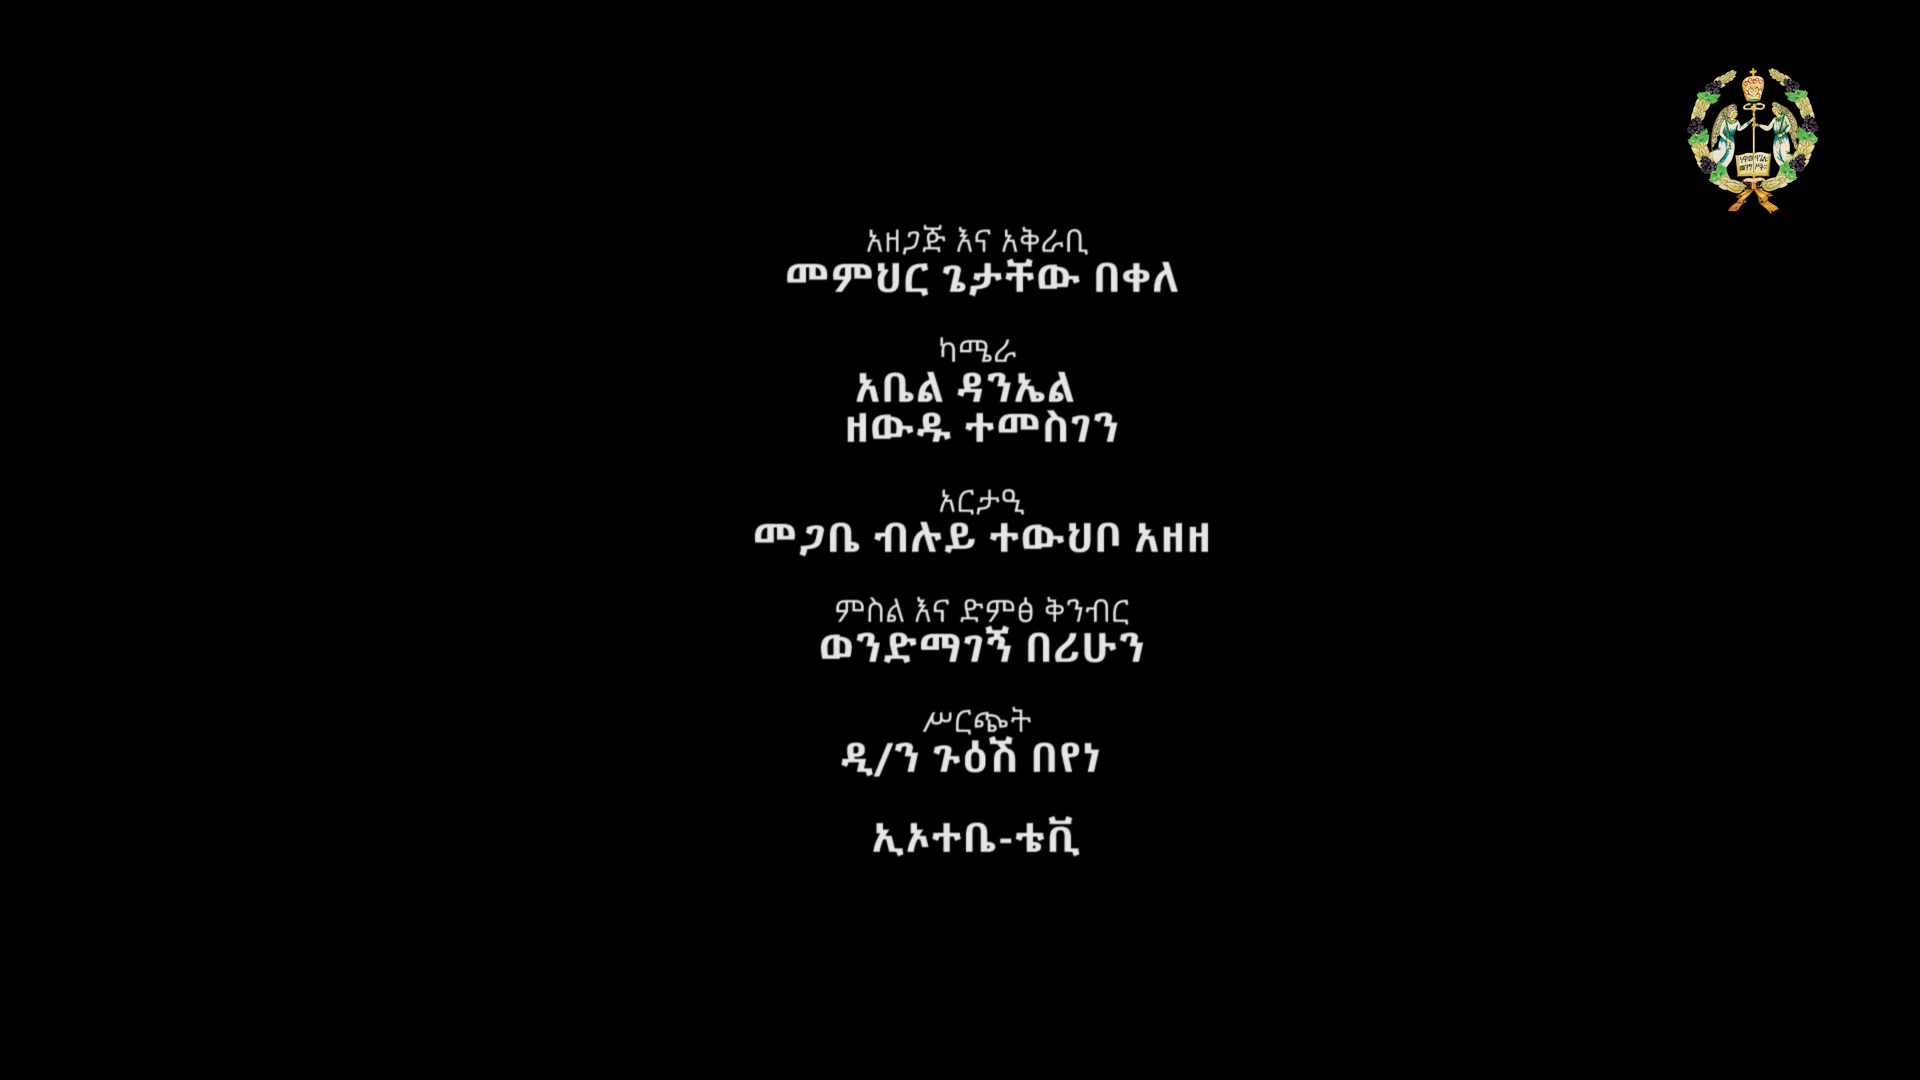 አዘጋጅ እና አቅራቢ
መምህር ጌታቸው በቀለ
ካሜራ
አቤል ዳንኤል
ዘውዱ ተመስገን
አርታዒ
መጋቤ ብሉይ ተውህቦ አዘዘ
ምስል እና ድምፅ ቅንብር
ወንድማገኝ በሪሁን
ሥርጭት
ዲ/ን ጉዕሽ በየነ
ኢኦተቤ-ቴቪ